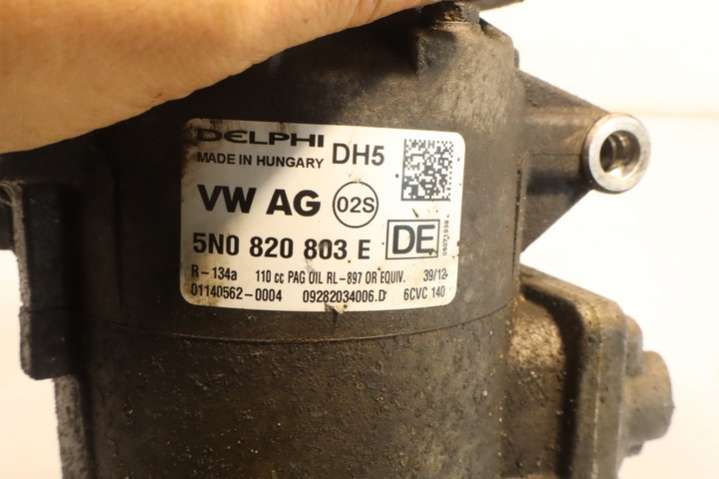 DELPHI
MADE IN HUNGARY DH5
VW AG 02S
5N0 820 803 E DE
R-134a 110 cc PAG OIL RL-897 OR EQUIV. 39/12
01140562-0004 09282034006.D 6CVC 140